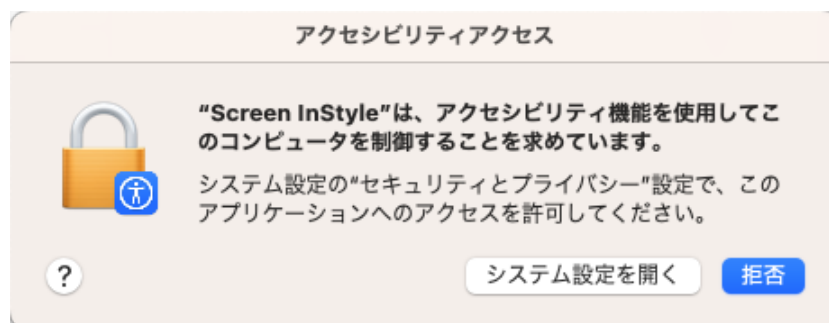 アクセシビリティアクセス
“Screen InStyle”は、アクセシビリティ機能を使用してこ
のコンピュータを制御することを求めています。
システム設定の“セキュリティとプライバシー”設定で、この
アプリケーションへのアクセスを許可してください。
?
システム設定を開く
拒否